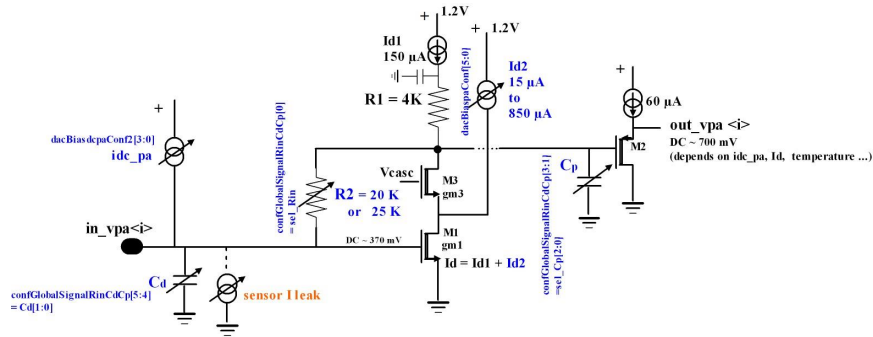 1.2V
1.2V
Id1
150 µA
Id2
15 µA
to
850 µA
dacBiaspaConf[5:0]
R1 = 4K
60 µA
out_vpa <i>
DC ~ 700 mV
(depends on idc_pa, Id, temperature ...)
M2
dacBiasdcpaConf2[3:0]
idc_pa
confGlobalSignalRinCdCp[0]
= sel_Rin
Vcasc
M3
gm3
R2 = 20 K
or 25 K
Cp
confGlobalSignalRinCdCp[3:1]
=sel_Cp[2:0]
in_vpa<i>
DC ~ 370 mV
M1
gm1
Id = Id1 + Id2
Cd
confGlobalSignalRinCdCp[5:4]
= Cd[1:0]
sensor I leak